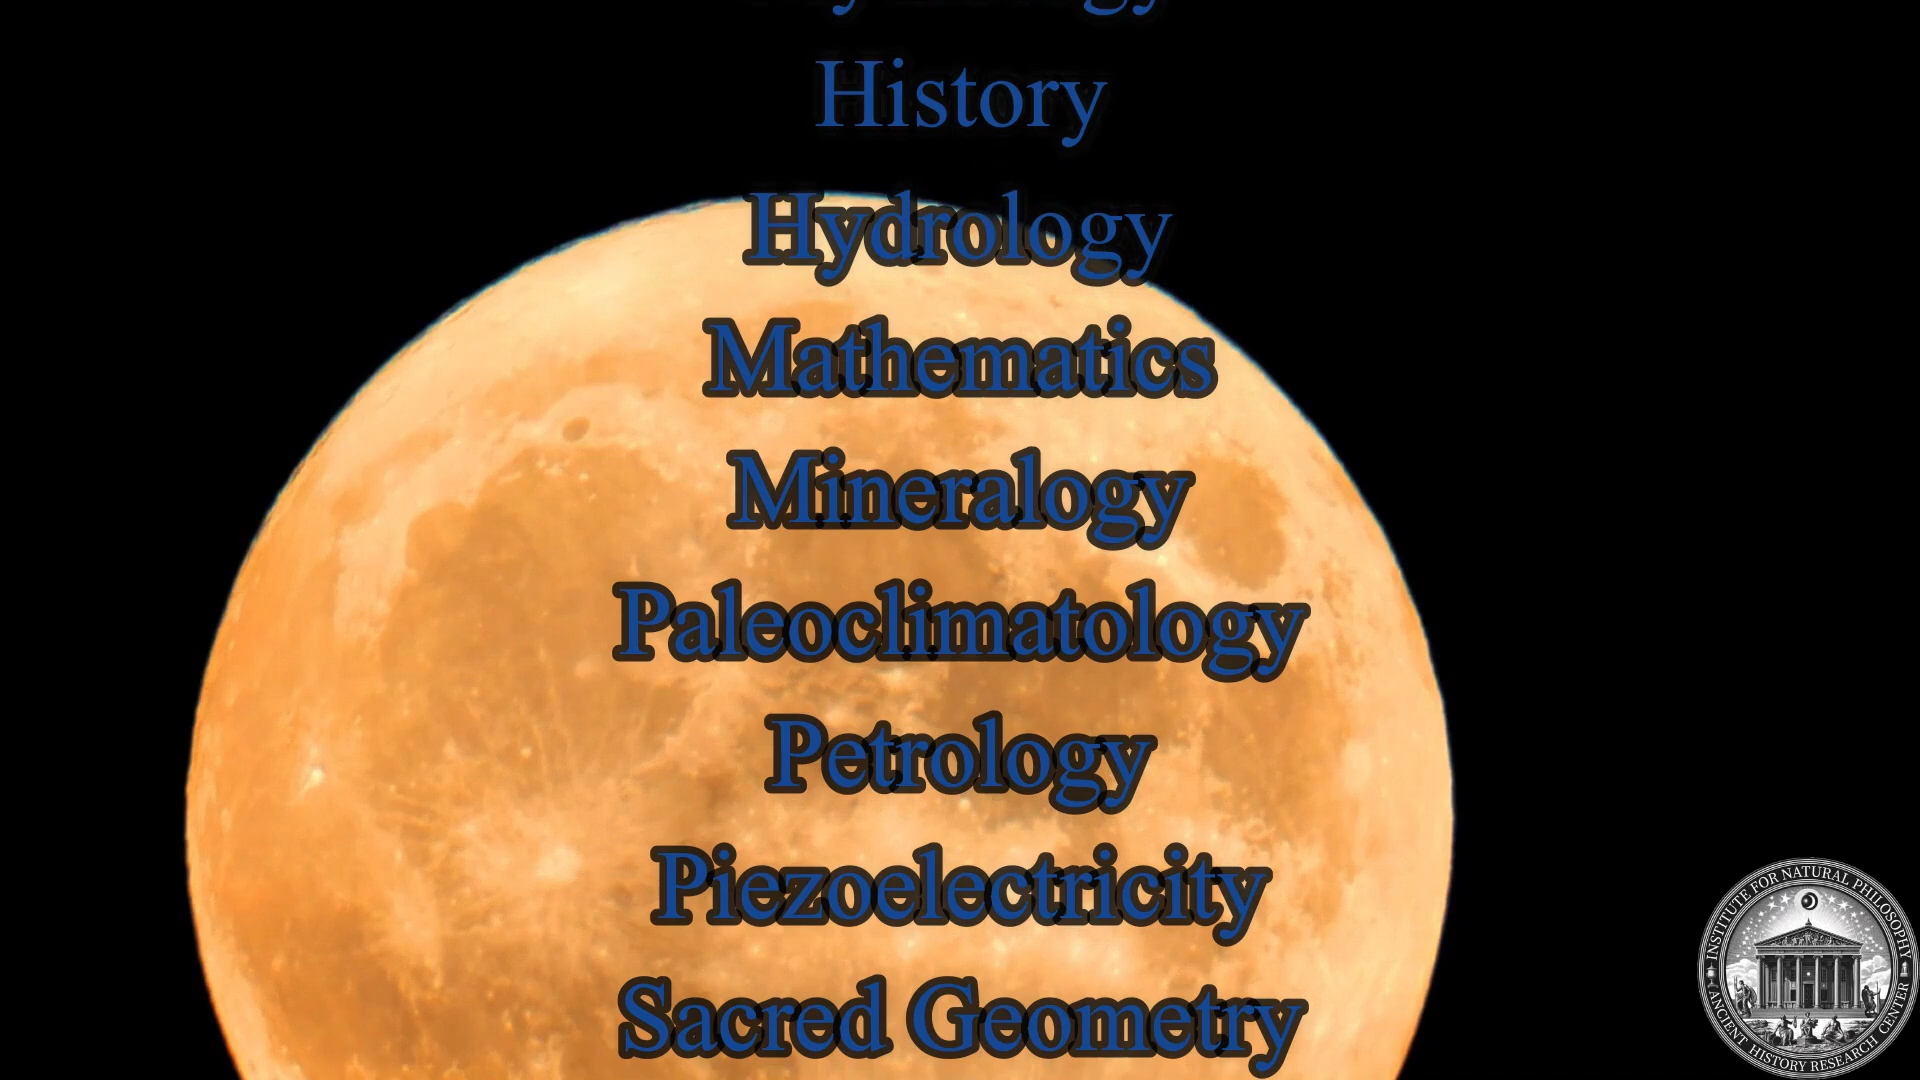 History
Hydrology
Mathematics
Mineralogy
Paleoclimatology
Petrology
Piezoelectricity
Sacred Geometry
INSTITUTE FOR NATURAL PHILOSOPHY
ANCIENT HISTORY RESEARCH CENTER